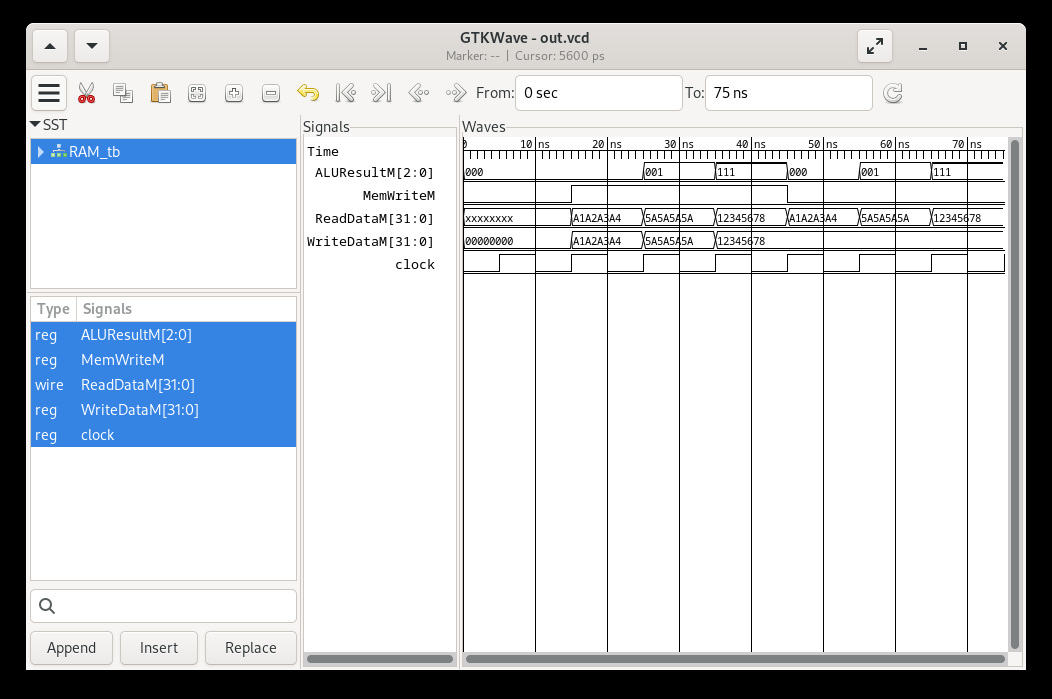 GTKWave - out.vcd
Marker: -- | Cursor: 5600 ps
From: 0 sec To: 75 ns
SST
RAM_tb
Type Signals
reg ALUResultM[2:0]
reg MemWriteM
wire ReadDataM[31:0]
reg WriteDataM[31:0]
reg clock
Append Insert Replace
Signals
Time
ALUResultM[2:0]
MemWriteM
ReadDataM[31:0]
WriteDataM[31:0]
clock
Waves
0 10 ns 20 ns 30 ns 40 ns 50 ns 60 ns 70 ns
000 001 111 000 001 111
xxxxxxxx A1A2A3A4 5A5A5A5A 12345678 A1A2A3A4 5A5A5A5A 12345678
00000000 A1A2A3A4 5A5A5A5A 12345678